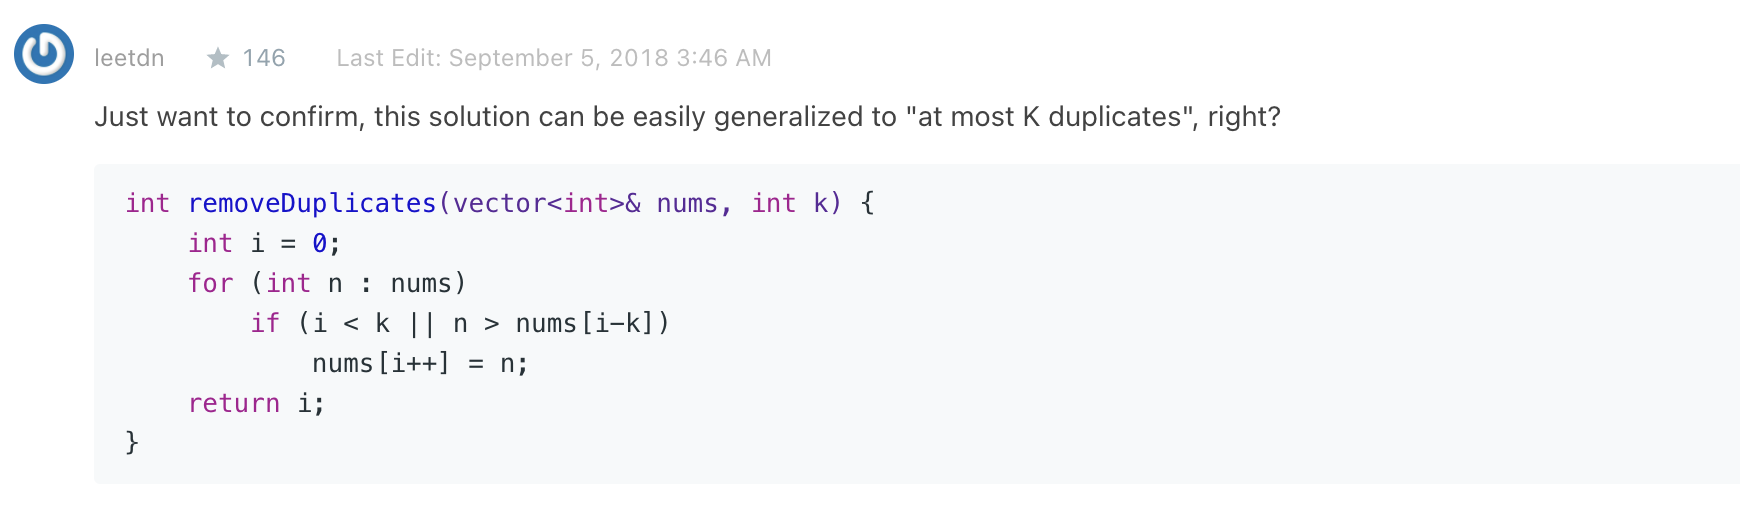 leetdn ★ 146 Last Edit: September 5, 2018 3:46 AM
Just want to confirm, this solution can be easily generalized to "at most K duplicates", right?
int removeDuplicates(vector<int>& nums, int k) {
    int i = 0;
    for (int n : nums)
        if (i < k || n > nums[i-k])
            nums[i++] = n;
    return i;
}